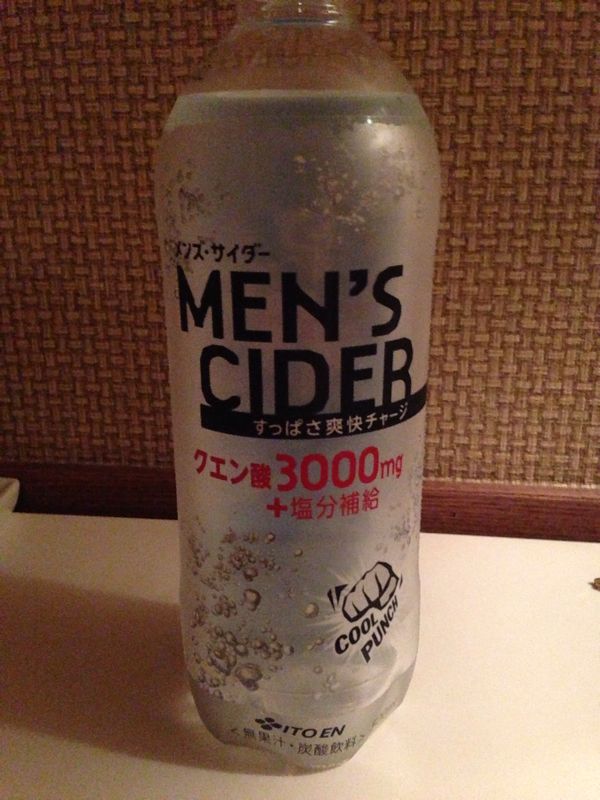 メンズ・サイダー
MEN'S
CIDER
すっぱさ爽快チャージ
クエン酸3000mg
+塩分補給
COOL
PUNCH
ITOEN
<無果汁・炭酸飲料>